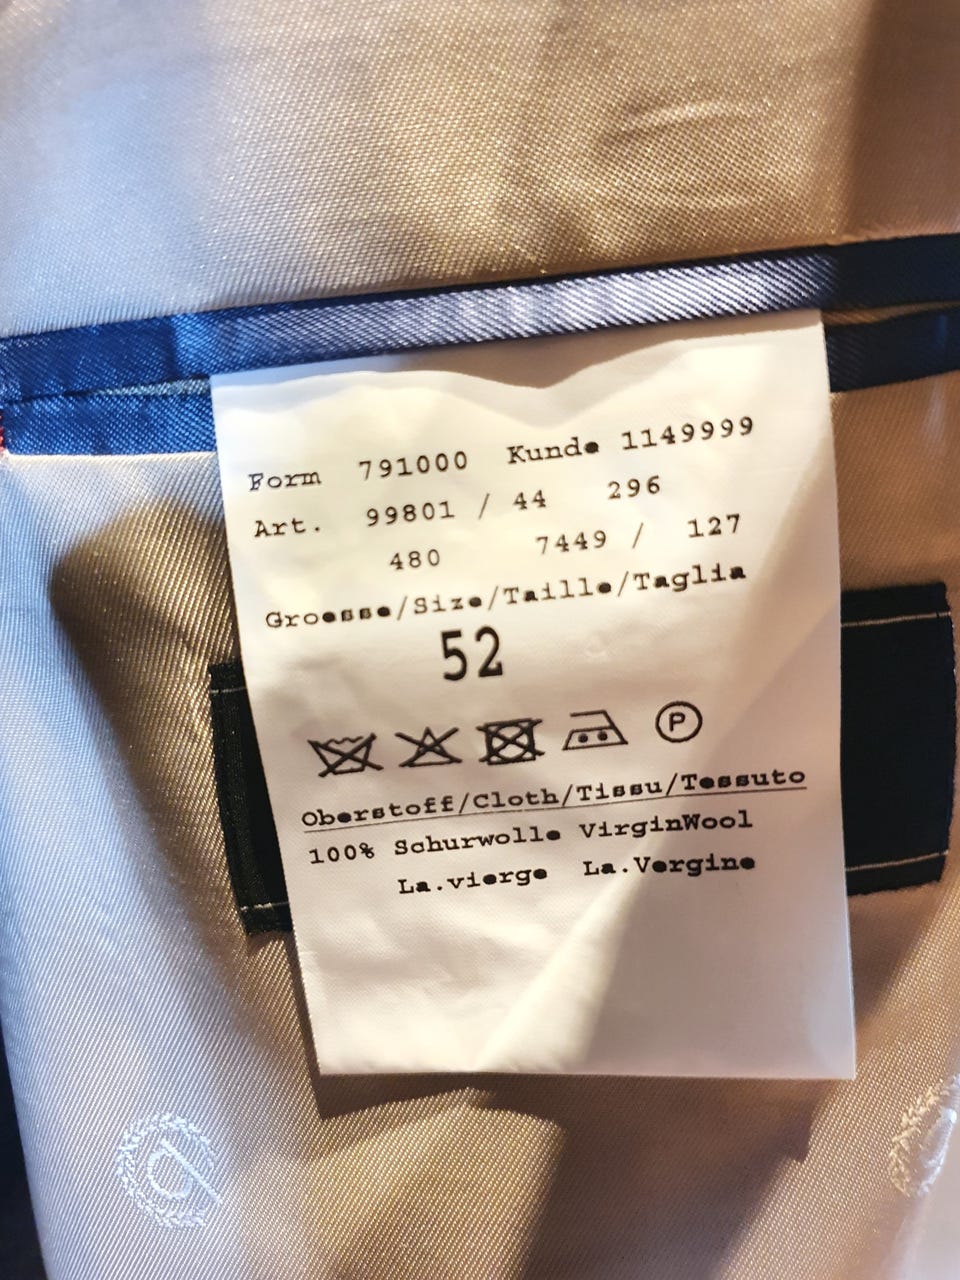 Form 791000 Kunde 1149999
Art. 99801 / 44 296
480 7449 / 127
Groesse/Size/Taille/Taglia
52
P
Oberstoff/Cloth/Tissu/Tessuto
100% Schurwolle VirginWool
La.vierge La.Vergine